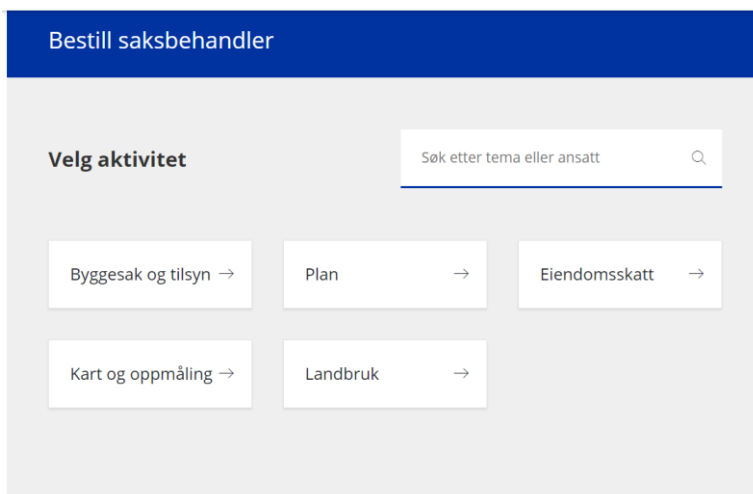 Bestill saksbehandler
Velg aktivitet
Søk etter tema eller ansatt
Byggesak og tilsyn →
Plan →
Eiendomsskatt →
Kart og oppmåling →
Landbruk →